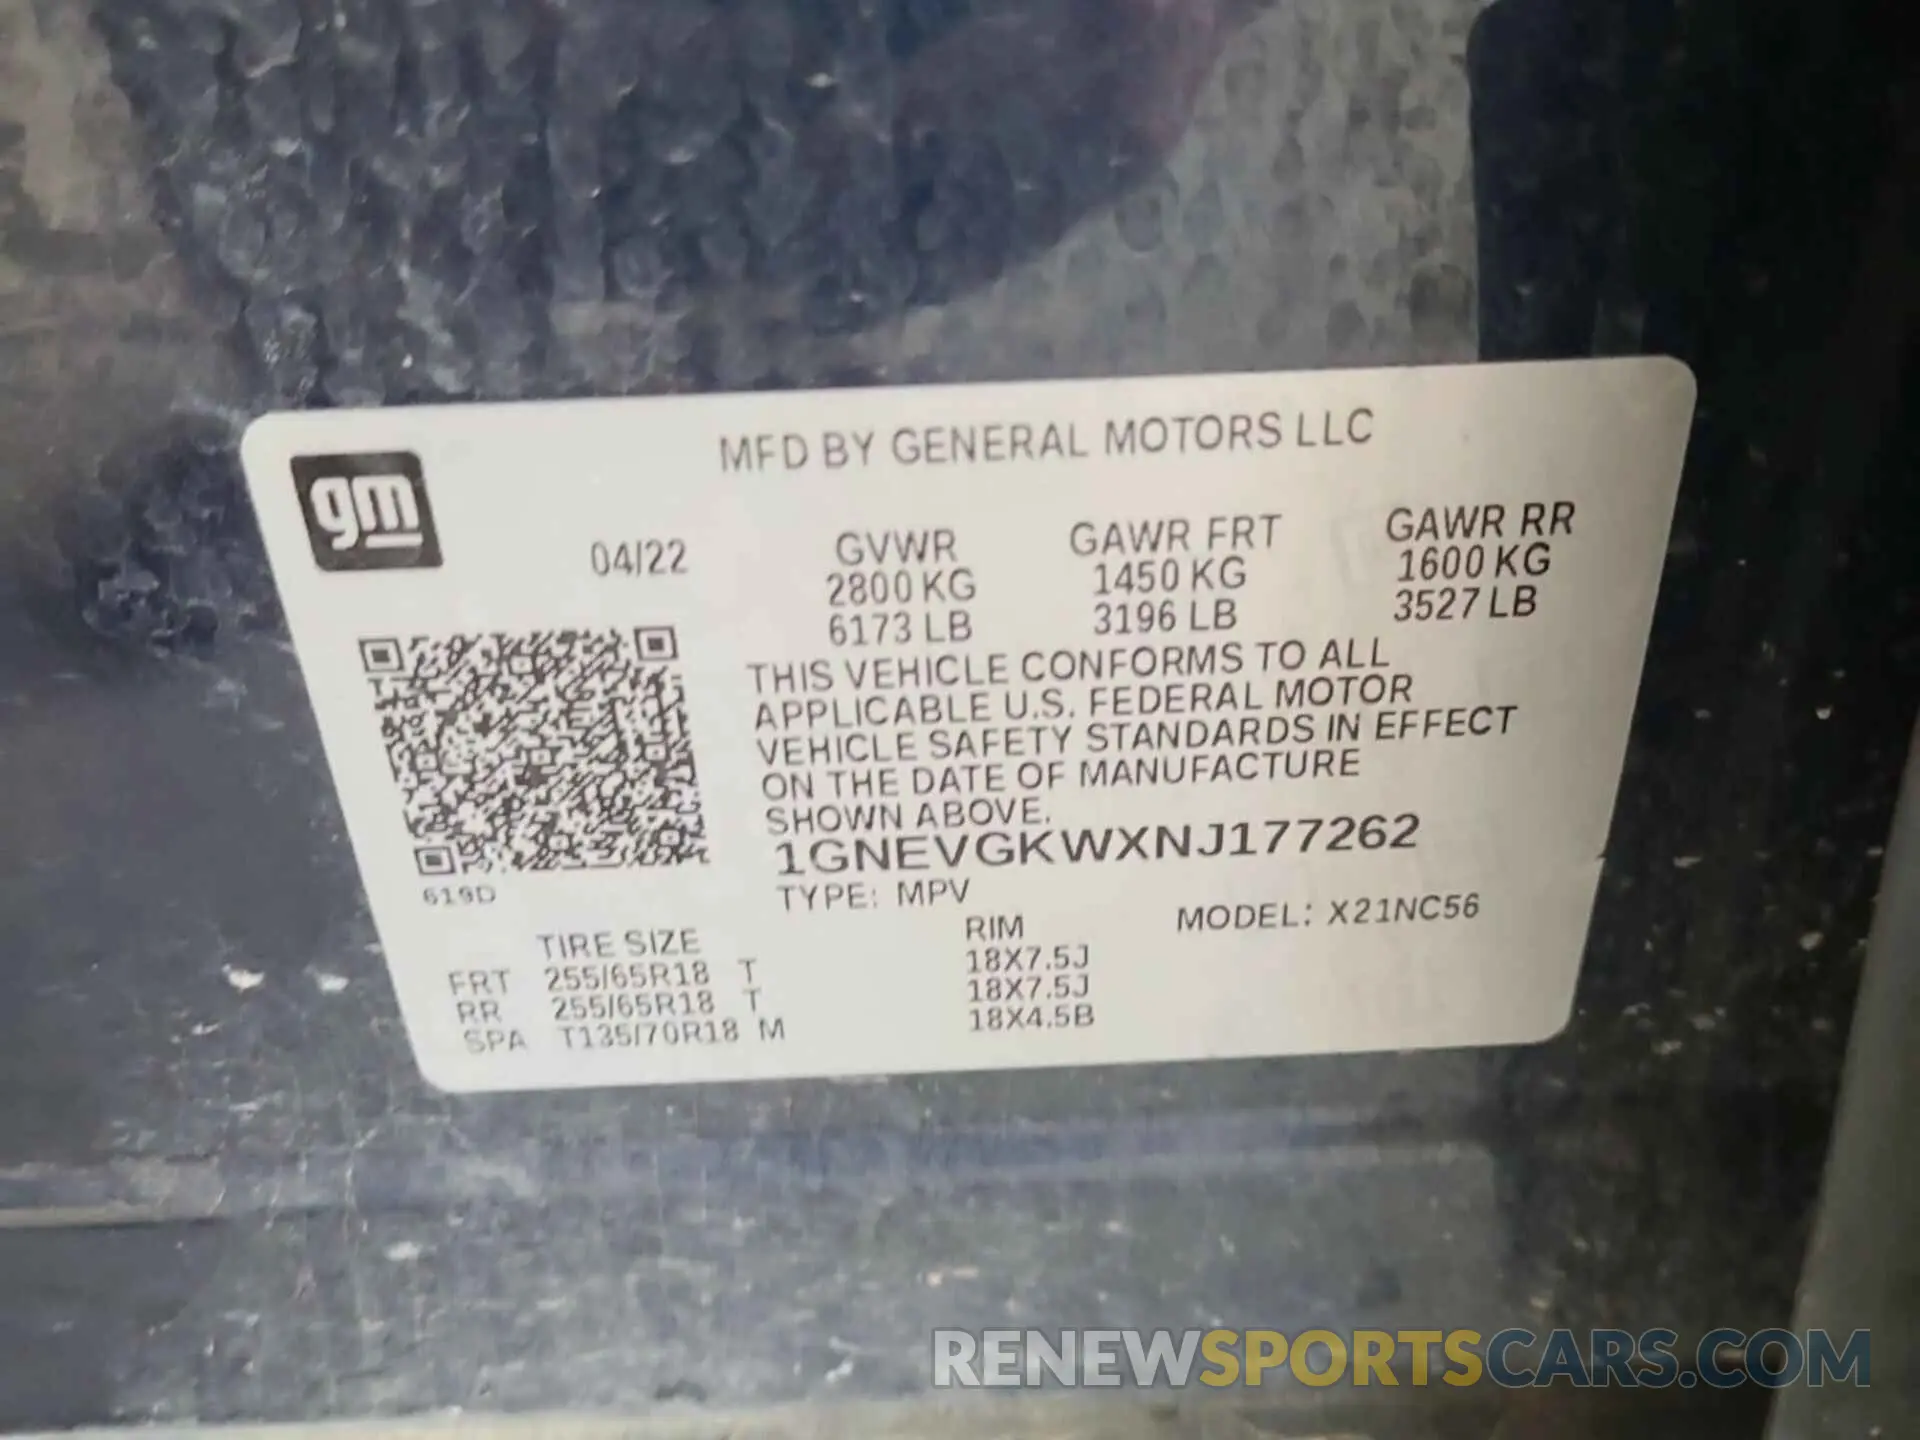 MFD BY GENERAL MOTORS LLC
gm
04/22 GVWR GAWR FRT GAWR RR
2800 KG 1450 KG 1600 KG
6173 LB 3196 LB 3527 LB
THIS VEHICLE CONFORMS TO ALL
APPLICABLE U.S. FEDERAL MOTOR
VEHICLE SAFETY STANDARDS IN EFFECT
ON THE DATE OF MANUFACTURE
SHOWN ABOVE.
1GNEVGKWXNJ177262
619D
TYPE: MPV MODEL: X21NC56
TIRE SIZE RIM
FRT 255/65R18 T 18X7.5J
RR 255/65R18 T 18X7.5J
SPA T135/70R18 M 18X4.5B
RENEWSPORTSCARS.COM